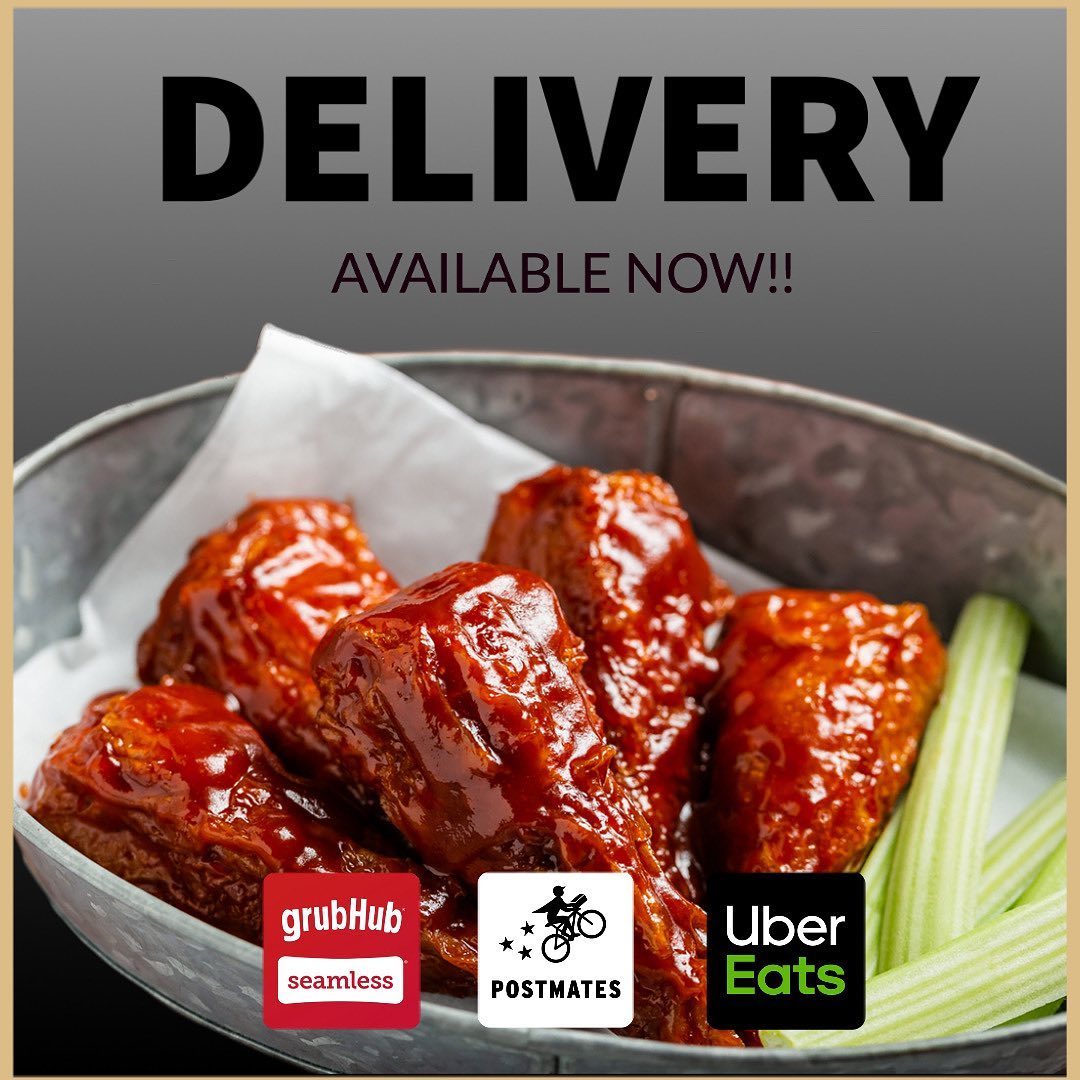 DELIVERY
AVAILABLE NOW!!
grubHub
seamless
POSTMATES
Uber
Eats